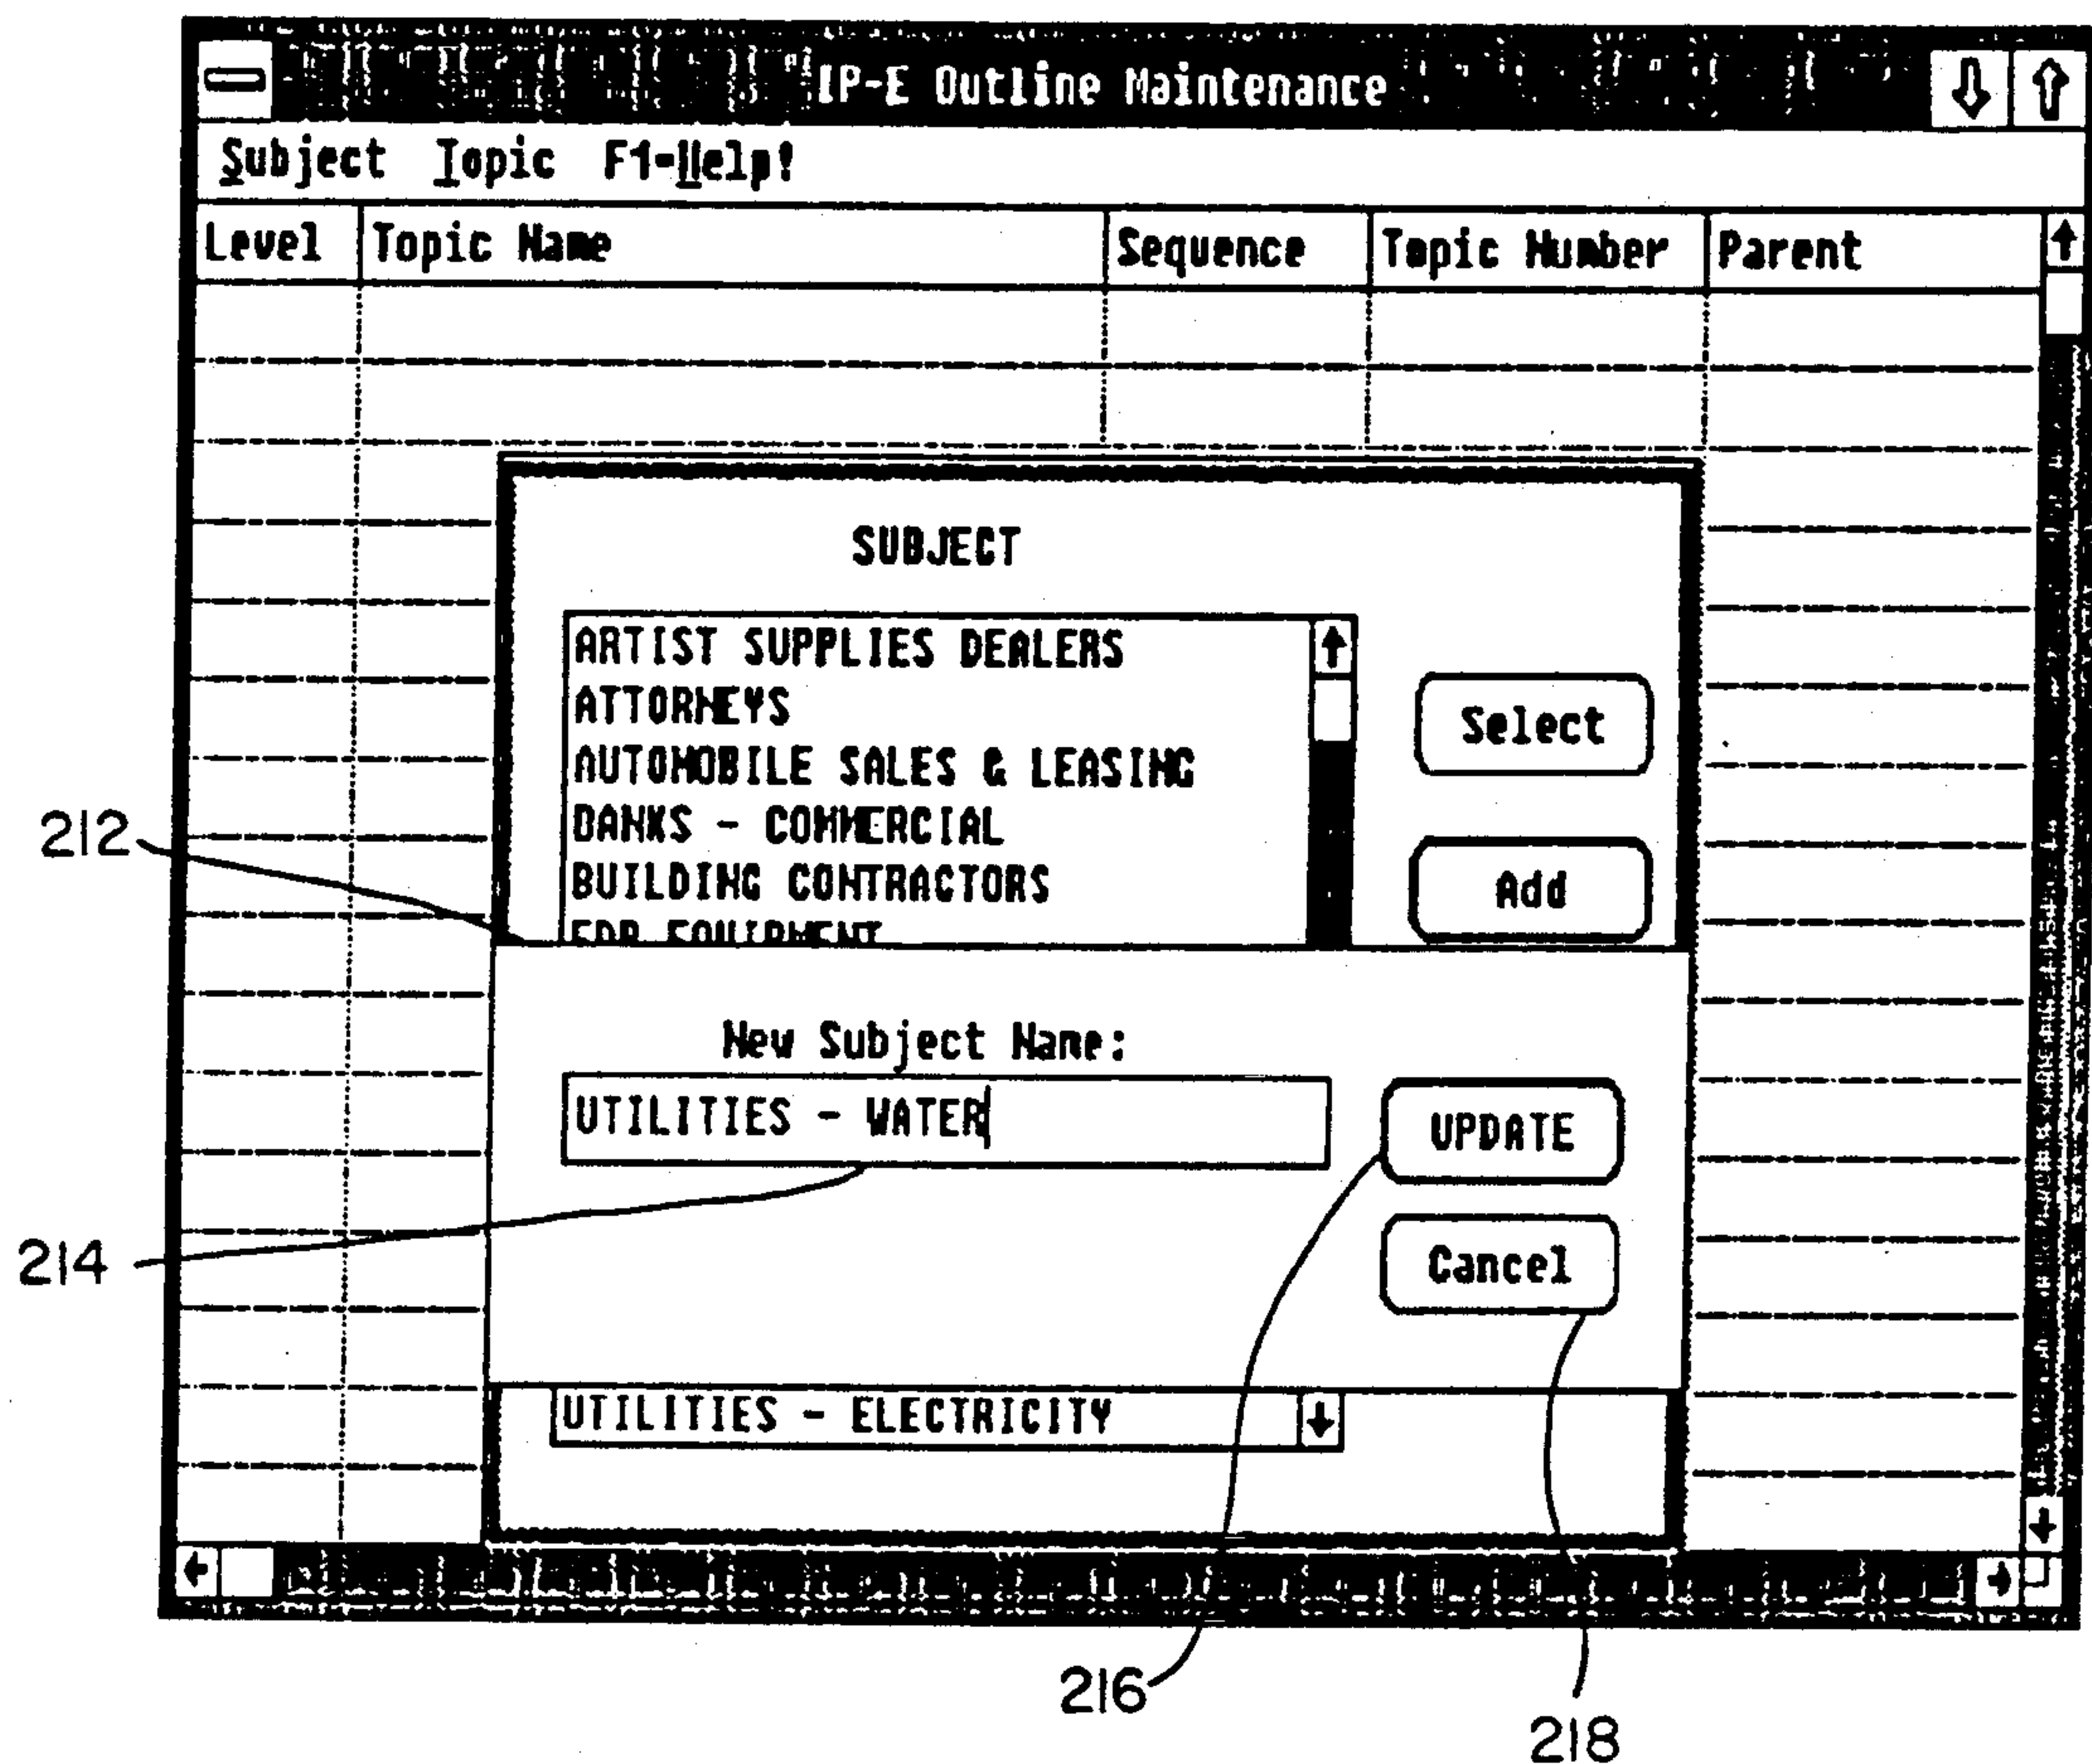 IP-E Outline Maintenance
Subject Topic F1-Help!
Level Topic Name Sequence Topic Number Parent
SUBJECT
ARTIST SUPPLIES DEALERS
ATTORNEYS
Select
AUTOMOBILE SALES & LEASING
BANKS - COMMERCIAL
212
BUILDING CONTRACTORS
Add
EDP EQUIPMENT
New Subject Name:
UTILITIES - WATER
UPDATE
214
Cancel
UTILITIES - ELECTRICITY
216
218